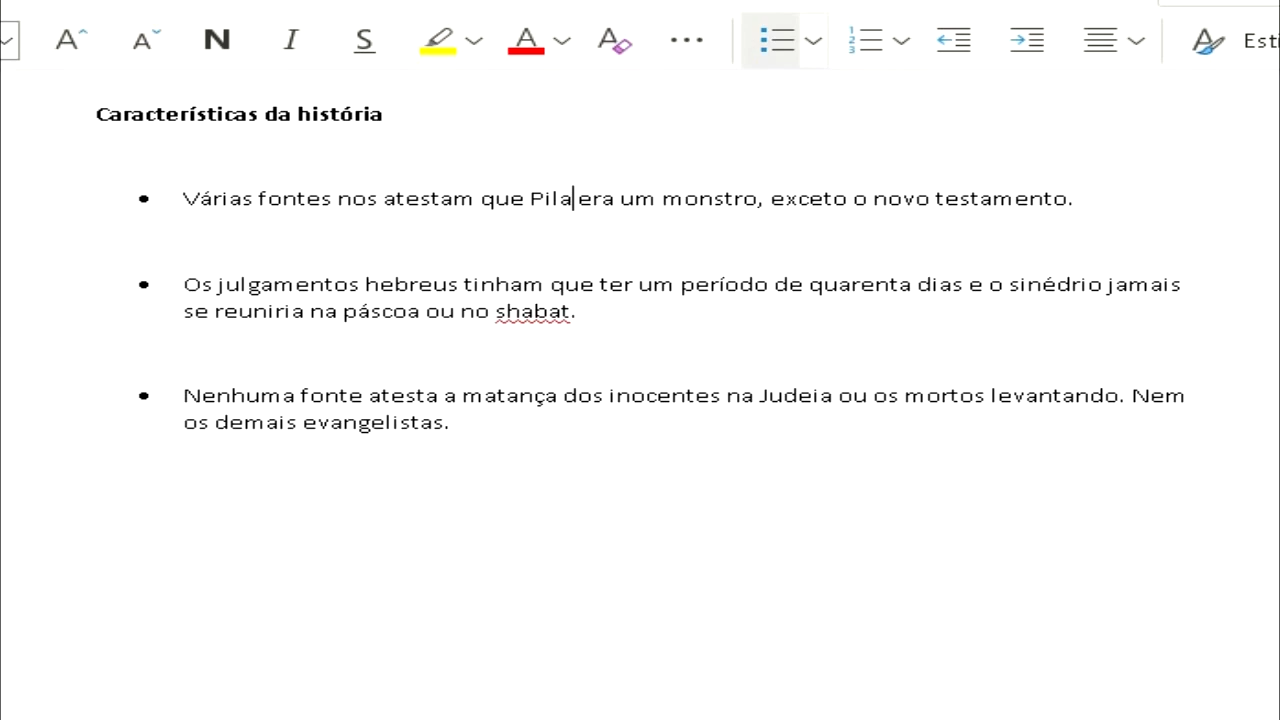 N I S A A Esti
Características da história
Várias fontes nos atestam que Pila era um monstro, exceto o novo testamento.
Os julgamentos hebreus tinham que ter um período de quarenta dias e o sinédrio jamais
se reuniria na páscoa ou no shabat.
Nenhuma fonte atesta a matança dos inocentes na Judeia ou os mortos levantando. Nem
os demais evangelistas.